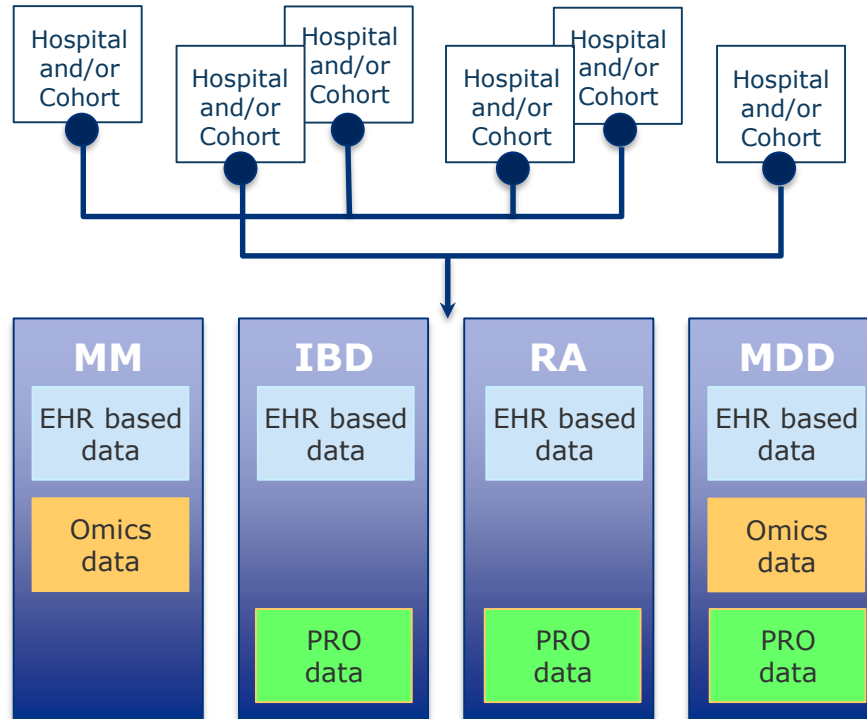 Hospital
and/or
Cohort
Hospital
and/or
Cohort
Hospital
and/or
Cohort
Hospital
and/or
Cohort
Hospital
and/or
Cohort
Hospital
and/or
Cohort
MM
EHR based
data
Omics
data
IBD
EHR based
data
PRO
data
RA
EHR based
data
PRO
data
MDD
EHR based
data
Omics
data
PRO
data